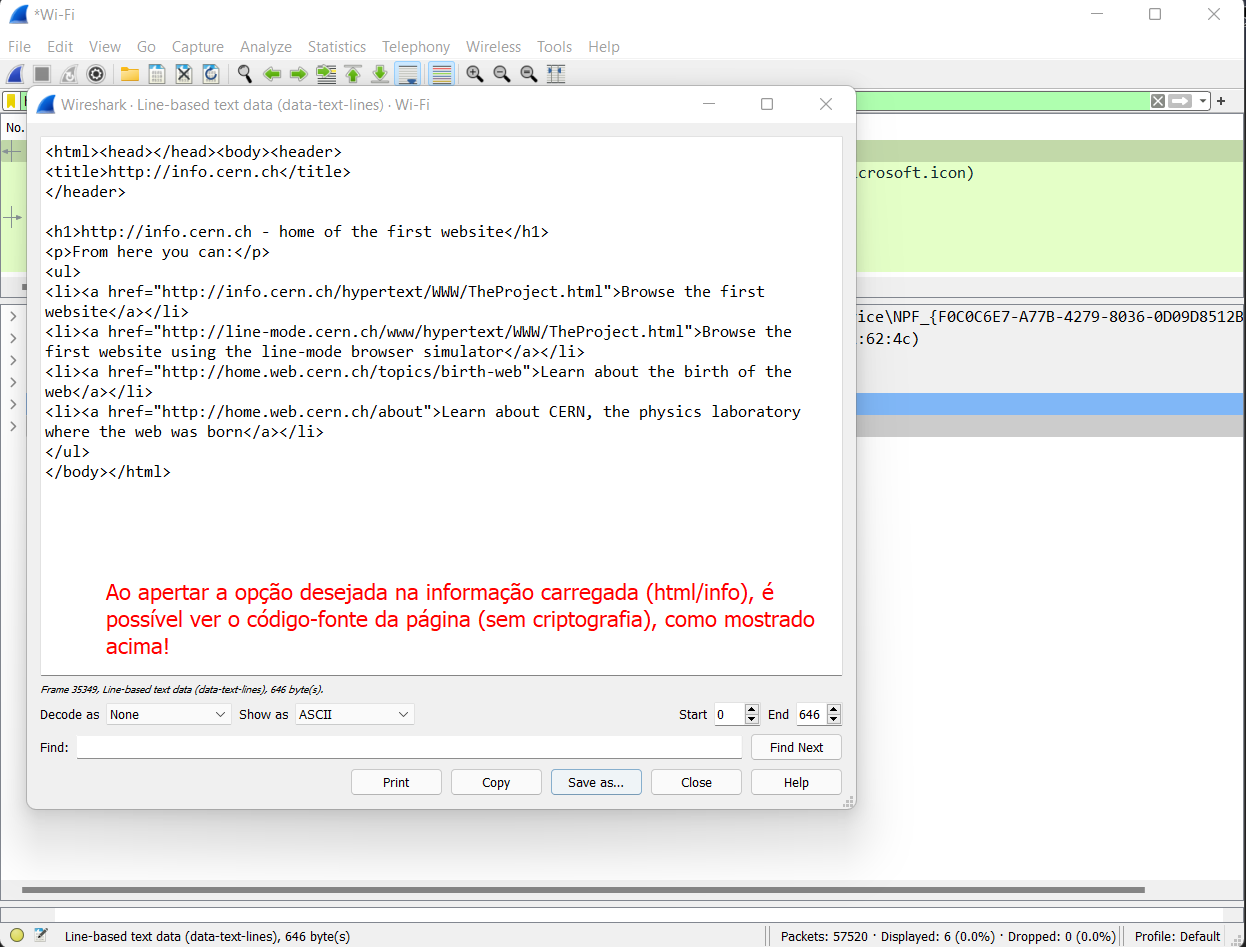 *Wi-Fi
File Edit View Go Capture Analyze Statistics Telephony Wireless Tools Help
Wireshark · Line-based text data (data-text-lines) · Wi-Fi
No.
<html><head></head><body><header>
<title>http://info.cern.ch</title>
</header>
crosoft.icon)
<h1>http://info.cern.ch - home of the first website</h1>
<p>From here you can:</p>
<ul>
<li><a href="http://info.cern.ch/hypertext/WWW/TheProject.html">Browse the first
website</a></li>
<li><a href="http://line-mode.cern.ch/www/hypertext/WWW/TheProject.html">Browse the
first website using the line-mode browser simulator</a></li>
<li><a href="http://home.web.cern.ch/topics/birth-web">Learn about the birth of the
web</a></li>
<li><a href="http://home.web.cern.ch/about">Learn about CERN, the physics laboratory
where the web was born</a></li>
</ul>
</body></html>
ice\NPF_{F0C0C6E7-A77B-4279-8036-0D09D8512B
:62:4c)
Ao apertar a opção desejada na informação carregada (html/info), é
possível ver o código-fonte da página (sem criptografia), como mostrado
acima!
Frame 35349, Line-based text data (data-text-lines), 646 byte(s).
Decode as None Show as ASCII Start 0 End 646
Find: Find Next
Print Copy Save as... Close Help
Line-based text data (data-text-lines), 646 byte(s) Packets: 57520 · Displayed: 6 (0.0%) · Dropped: 0 (0.0%) Profile: Default